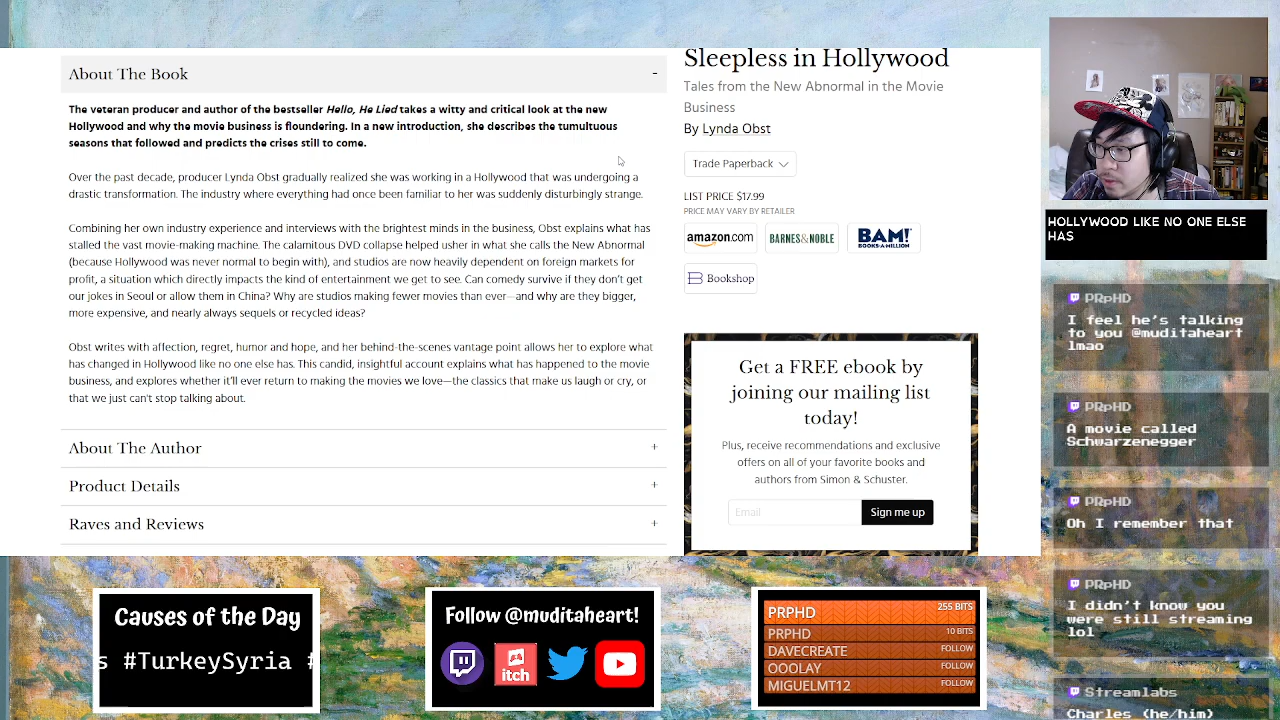 About The Book
-
The veteran producer and author of the bestseller Hello, He Lied takes a witty and critical look at the new
Hollywood and why the movie business is floundering. In a new introduction, she describes the tumultuous
seasons that followed and predicts the crises still to come.
Over the past decade, producer Lynda Obst gradually realized she was working in a Hollywood that was undergoing a
drastic transformation. The industry where everything had once been familiar to her was suddenly disturbingly strange.
Combining her own industry experience and interviews with the brightest minds in the business, Obst explains what has
stalled the vast moviemaking machine. The calamitous DVD collapse helped usher in what she calls the New Abnormal
(because Hollywood was never normal to begin with), and studios are now heavily dependent on foreign markets for
profit, a situation which directly impacts the kind of entertainment we get to see. Can comedy survive if they don't get
our jokes in Seoul or allow them in China? Why are studios making fewer movies than ever—and why are they bigger,
more expensive, and nearly always sequels or recycled ideas?
Obst writes with affection, regret, humor and hope, and her behind-the-scenes vantage point allows her to explore what
has changed in Hollywood like no one else has. This candid, insightful account explains what has happened to the movie
business, and explores whether it'll ever return to making the movies we love—the classics that make us laugh or cry, or
that we just can't stop talking about.
About The Author
+
Product Details
+
Raves and Reviews
+
Sleepless in Hollywood
Tales from the New Abnormal in the Movie
Business
By Lynda Obst
Trade Paperback
LIST PRICE $17.99
PRICE MAY VARY BY RETAILER
amazon.com
BARNES&NOBLE
BAM!
BOOKS-A-MILLION
Bookshop
Get a FREE ebook by
joining our mailing list
today!
Plus, receive recommendations and exclusive
offers on all of your favorite books and
authors from Simon & Schuster.
Email
Sign me up
HOLLYWOOD LIKE NO ONE ELSE
HAS
PRpHD
I feel he's talking
to you @muditaheart
lmao
PRpHD
A movie called
Schwarzenegger
PRpHD
Oh I remember that
PRpHD
I didn't know you
were still streaming
lol
Streamlabs
Charles (he/him)
Causes of the Day
s #TurkeySyria #
Follow @muditaheart!
itch
PRPHD 255 BITS
PRPHD 10 BITS
DAVECREATE FOLLOW
OOOLAY FOLLOW
MIGUELMT12 FOLLOW